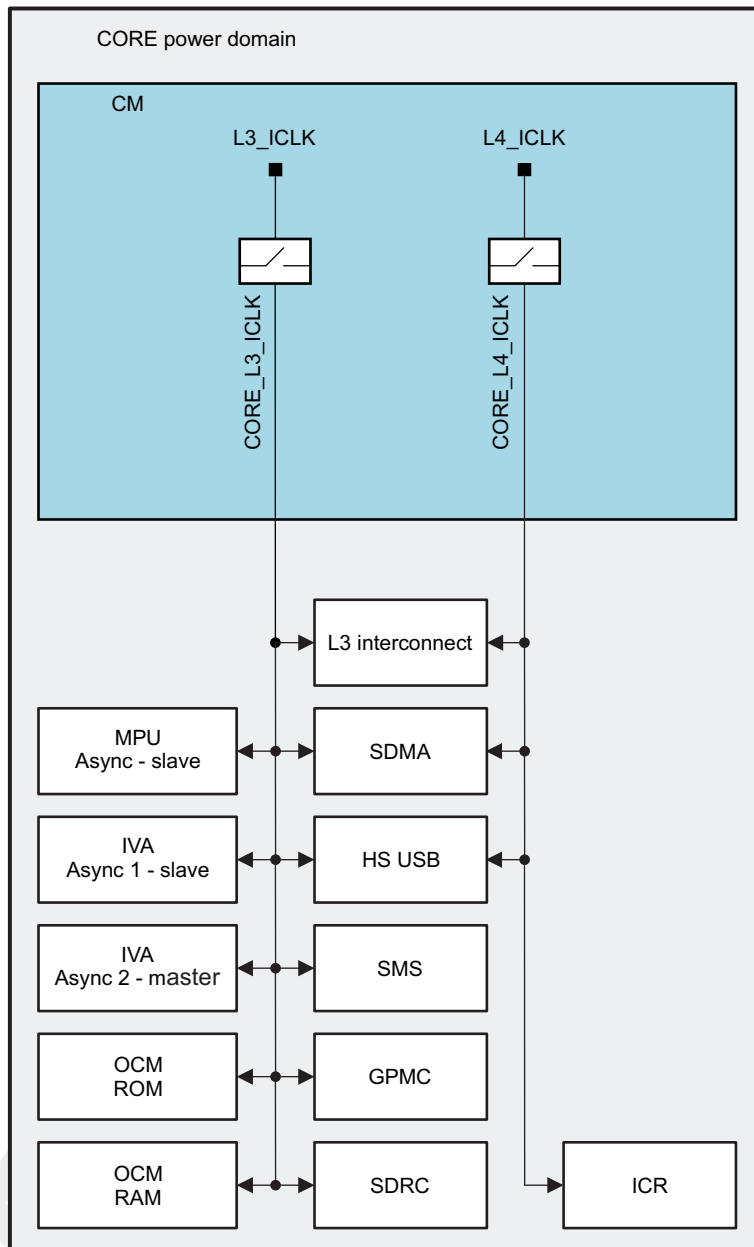 CORE power domain
CM
L3_ICLK
L4_ICLK
CORE_L3_ICLK
CORE_L4_ICLK
L3 interconnect
MPU
Async - slave
SDMA
IVA
Async 1 - slave
HS USB
IVA
Async 2 - master
SMS
OCM
ROM
GPMC
OCM
RAM
SDRC
ICR